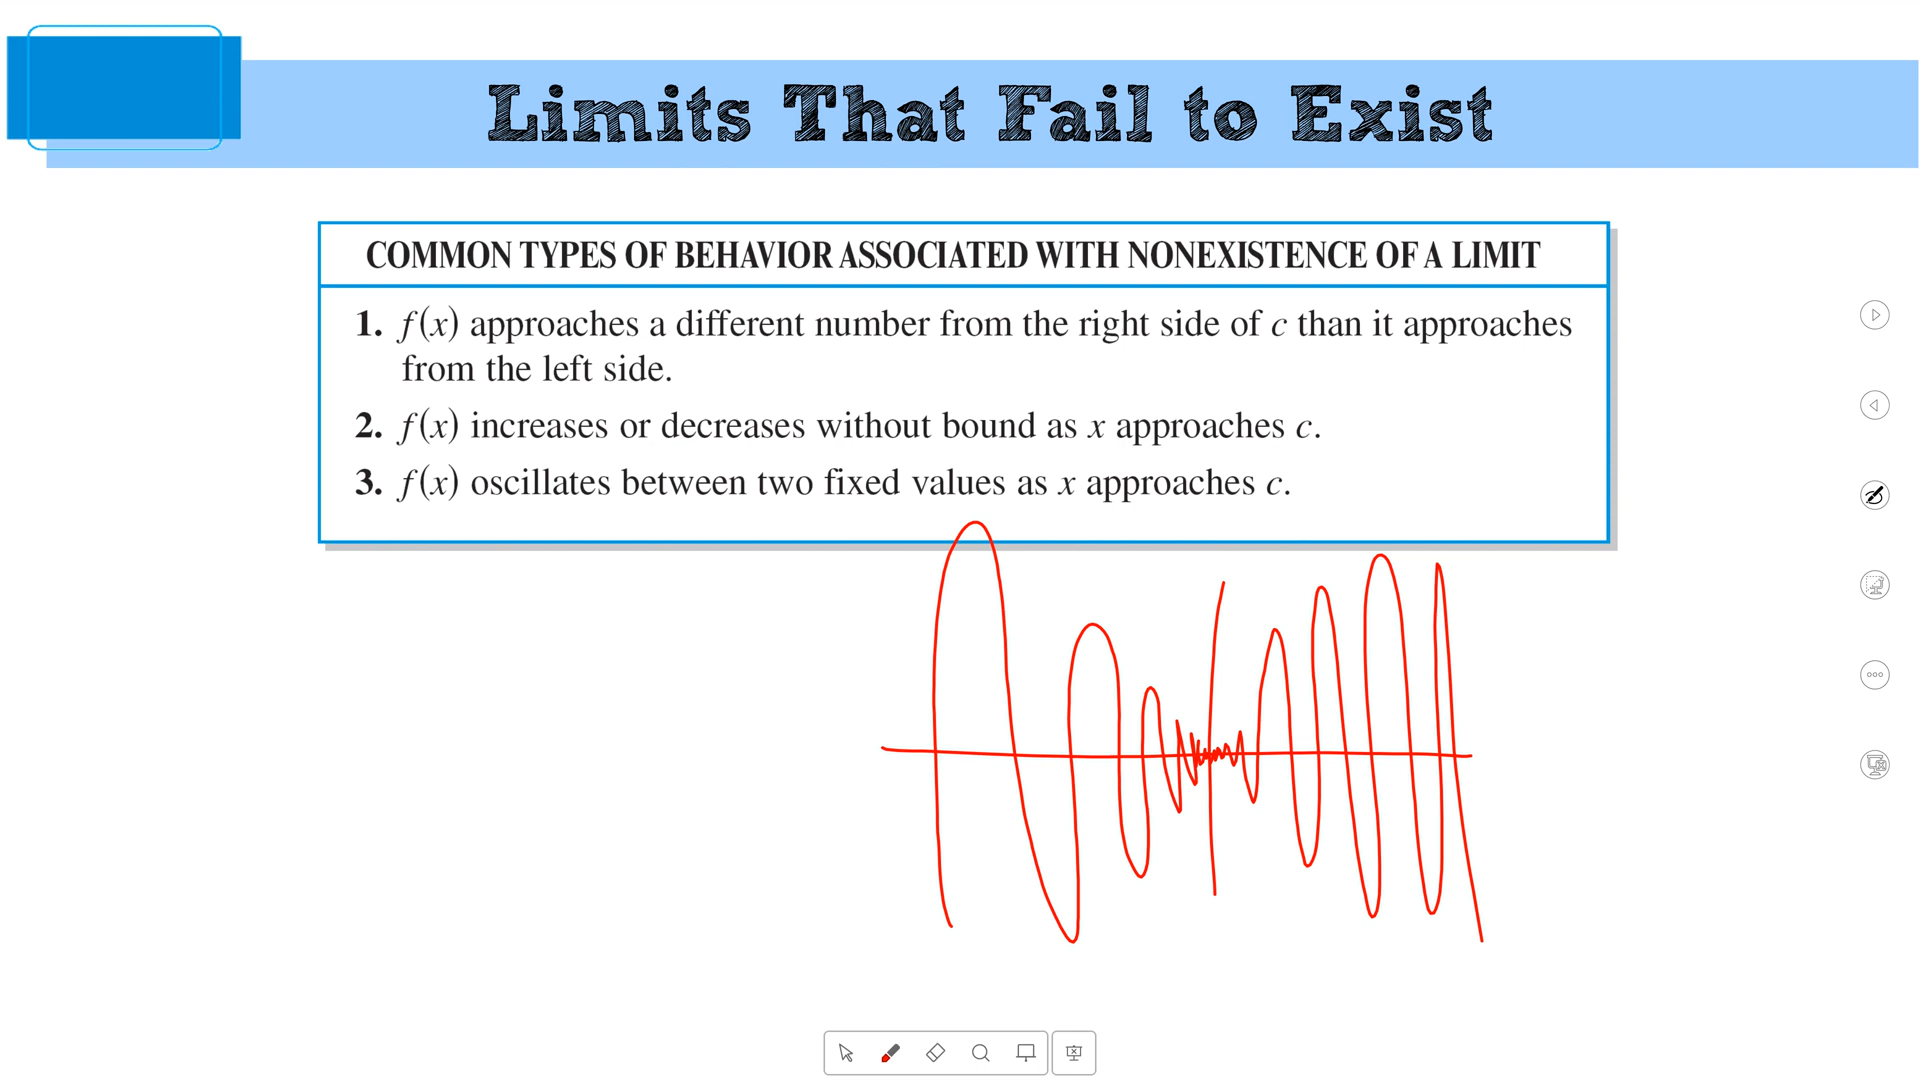 Limits That Fail to Exist
COMMON TYPES OF BEHAVIOR ASSOCIATED WITH NONEXISTENCE OF A LIMIT
1. f(x) approaches a different number from the right side of c than it approaches
from the left side.
2. f(x) increases or decreases without bound as x approaches c.
3. f(x) oscillates between two fixed values as x approaches c.